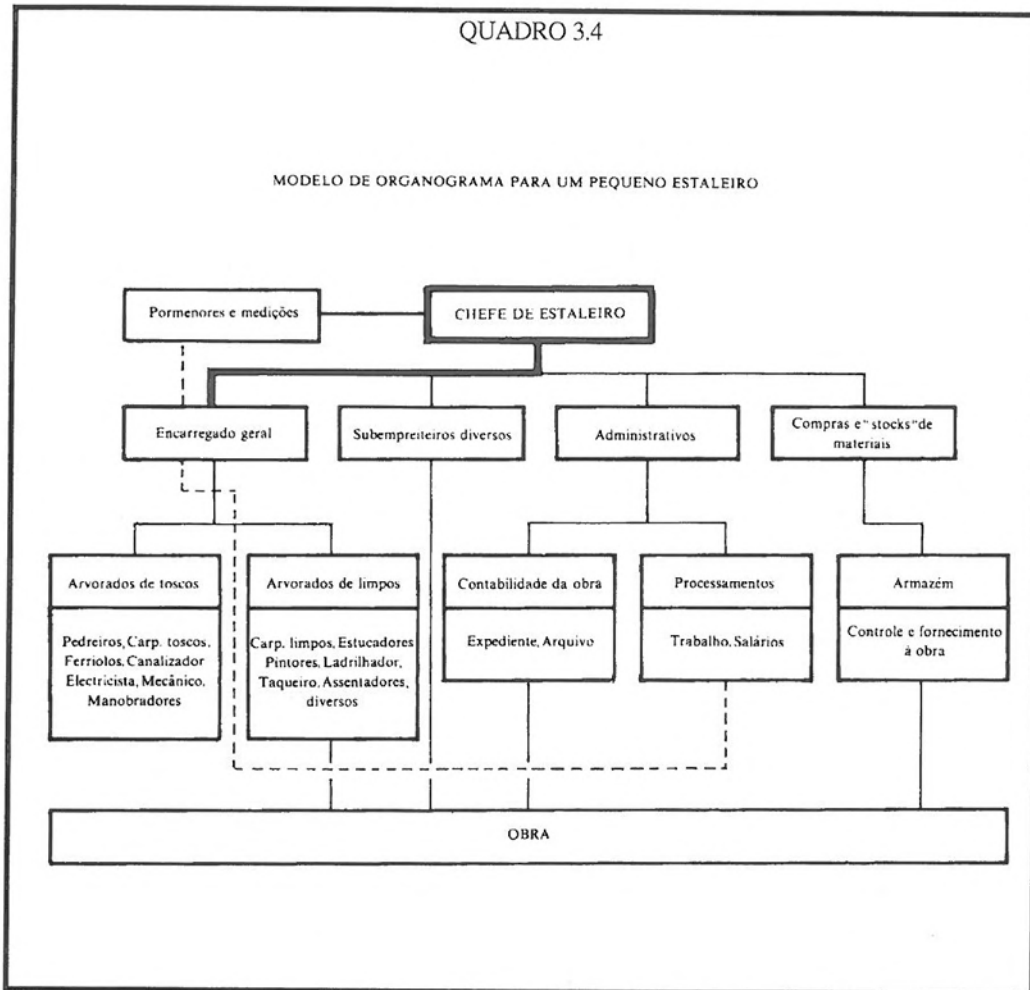 QUADRO 3.4
MODELO DE ORGANOGRAMA PARA UM PEQUENO ESTALEIRO
Pormenores e medições
CHEFE DE ESTALEIRO
Encarregado geral
Subempreiteiros diversos
Administrativos
Compras e "stocks" de
materiais
Arvorados de toscos
Pedreiros, Carp. toscos,
Ferriolos, Canalizador
Electricista, Mecânico,
Manobradores
Arvorados de limpos
Carp. limpos, Estucadores
Pintores, Ladrilhador,
Taqueiro, Assentadores,
diversos
Contabilidade da obra
Expediente, Arquivo
Processamentos
Trabalho, Salários
Armazém
Controle e fornecimento
à obra
OBRA